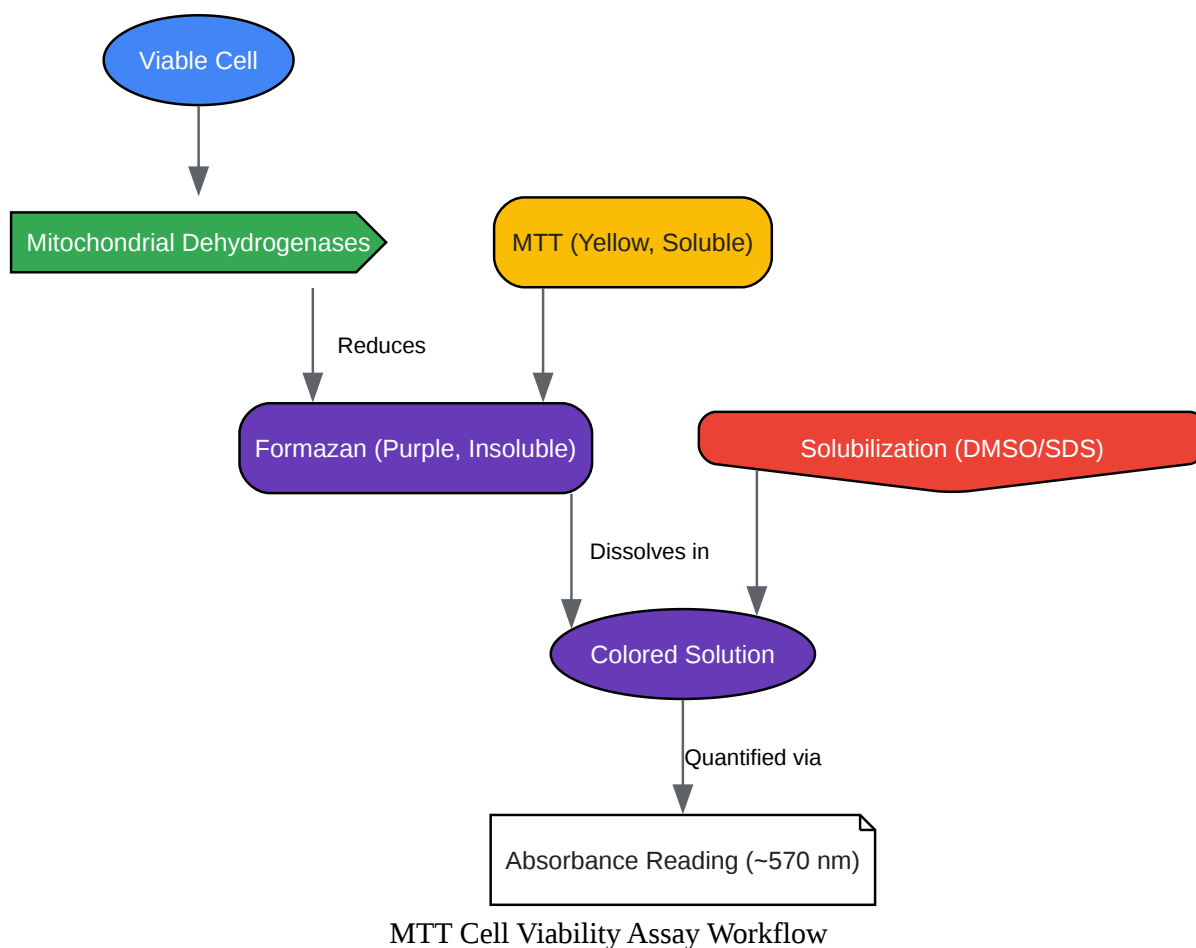 Viable Cell
Mitochondrial Dehydrogenases
MTT (Yellow, Soluble)
Reduces
Formazan (Purple, Insoluble)
Solubilization (DMSO/SDS)
Dissolves in
Colored Solution
Quantified via
Absorbance Reading (~570 nm)
MTT Cell Viability Assay Workflow